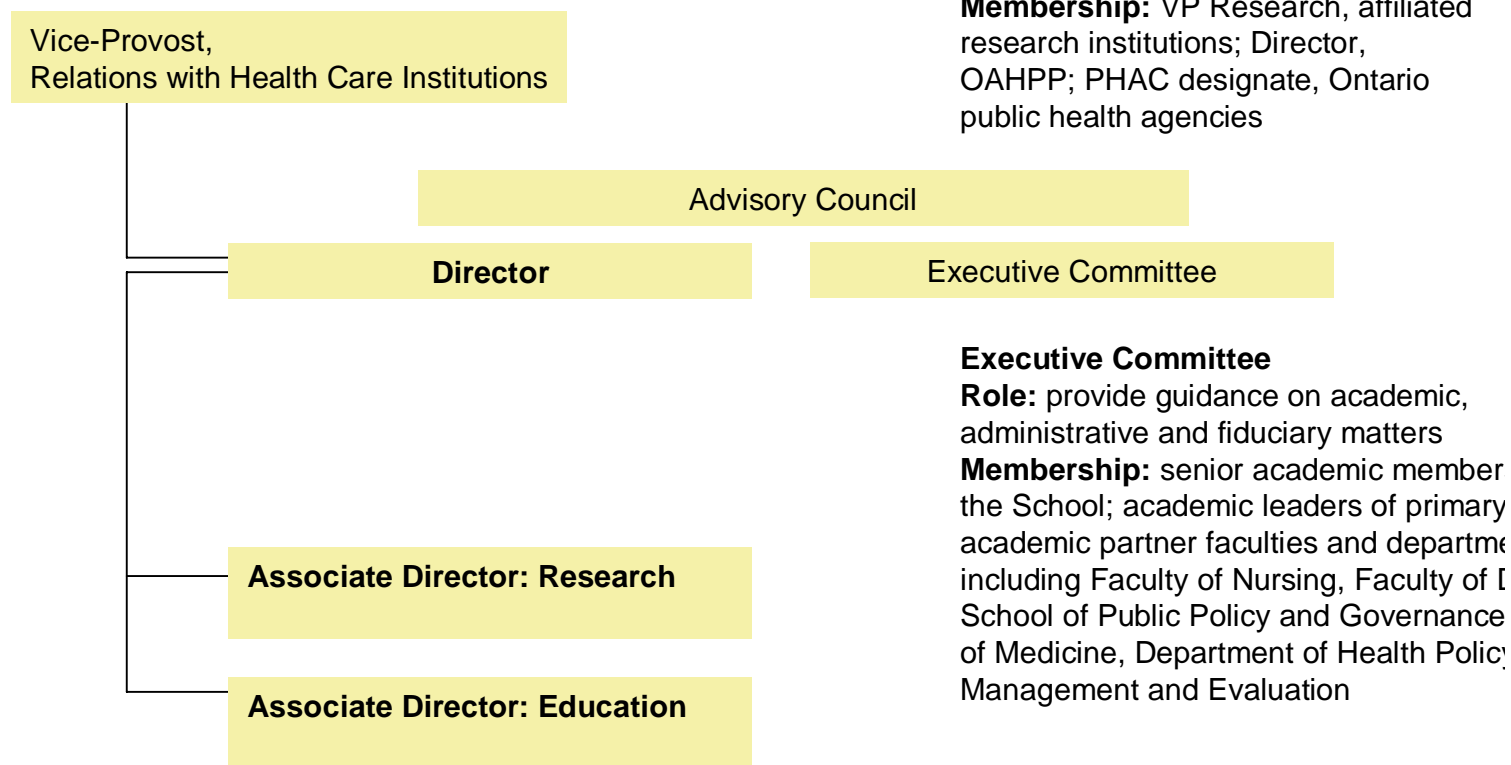 Membership: VP Research, affiliated
research institutions; Director,
OAHPP; PHAC designate, Ontario
public health agencies
Vice-Provost,
Relations with Health Care Institutions
Advisory Council
Director
Executive Committee
Executive Committee
Role: provide guidance on academic,
administrative and fiduciary matters
Membership: senior academic member
the School; academic leaders of primary
academic partner faculties and departme
including Faculty of Nursing, Faculty of
School of Public Policy and Governance
of Medicine, Department of Health Policy
Management and Evaluation
Associate Director: Research
Associate Director: Education